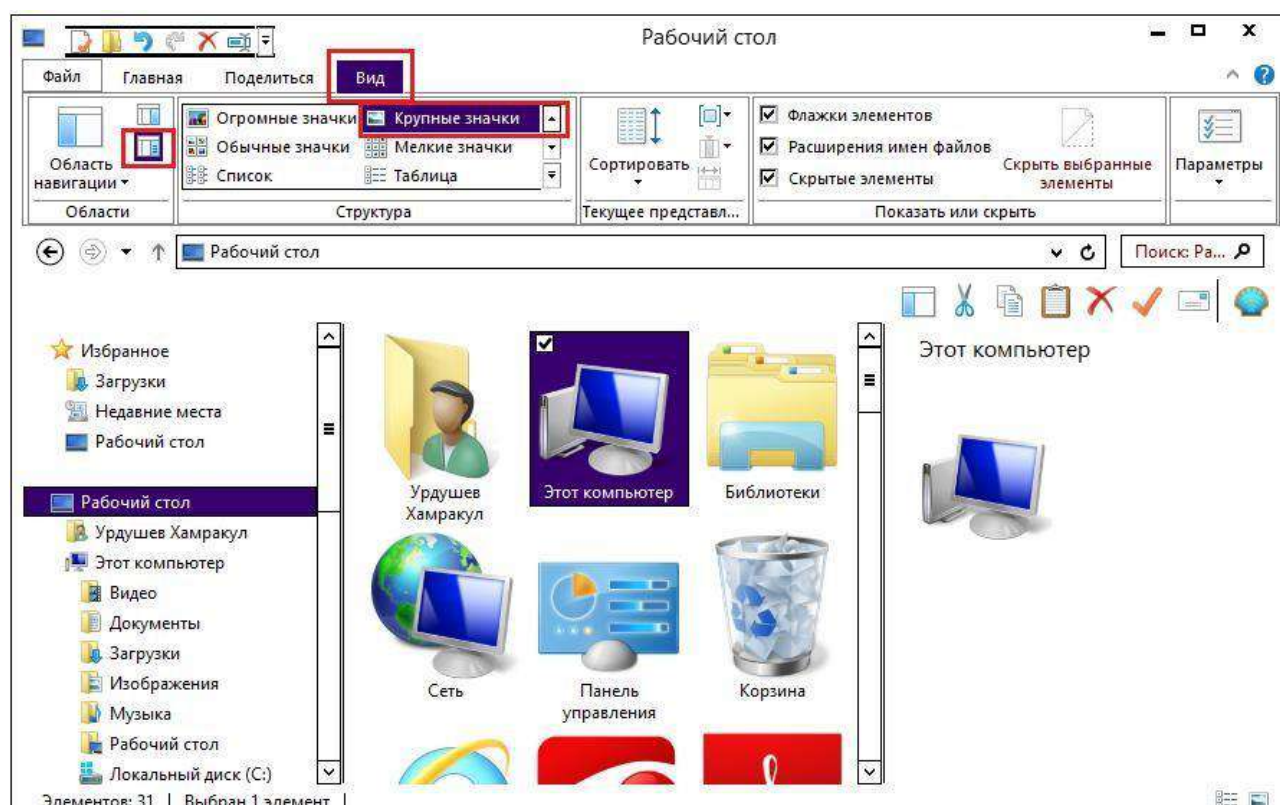 Рабочий стол
Файл Главная Поделиться Вид
Область навигации
Огромные значки Крупные значки
Обычные значки Мелкие значки
Список Таблица
Сортировать
Флажки элементов
Расширения имен файлов
Скрытые элементы
Скрыть выбранные элементы
Параметры
Области Структура Текущее представл... Показать или скрыть
Рабочий стол Поиск: Ра...
Избранное
Загрузки
Недавние места
Рабочий стол
Рабочий стол
Урдушев Хамракул
Этот компьютер
Видео
Документы
Загрузки
Изображения
Музыка
Рабочий стол
Локальный диск (C:)
Урдушев Хамракул
Этот компьютер
Библиотеки
Сеть
Панель управления
Корзина
Этот компьютер
Элементов: 31 Выбран 1 элемент